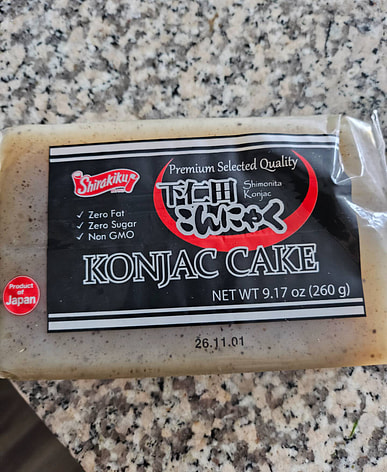 Shirakiku
BRAND
Premium Selected Quality
下仁田
こんにゃく
Shimonita
Konjac
✓ Zero Fat
✓ Zero Sugar
✓ Non GMO
KONJAC CAKE
NET WT 9.17 oz (260 g)
Product
of
Japan
26.11.01